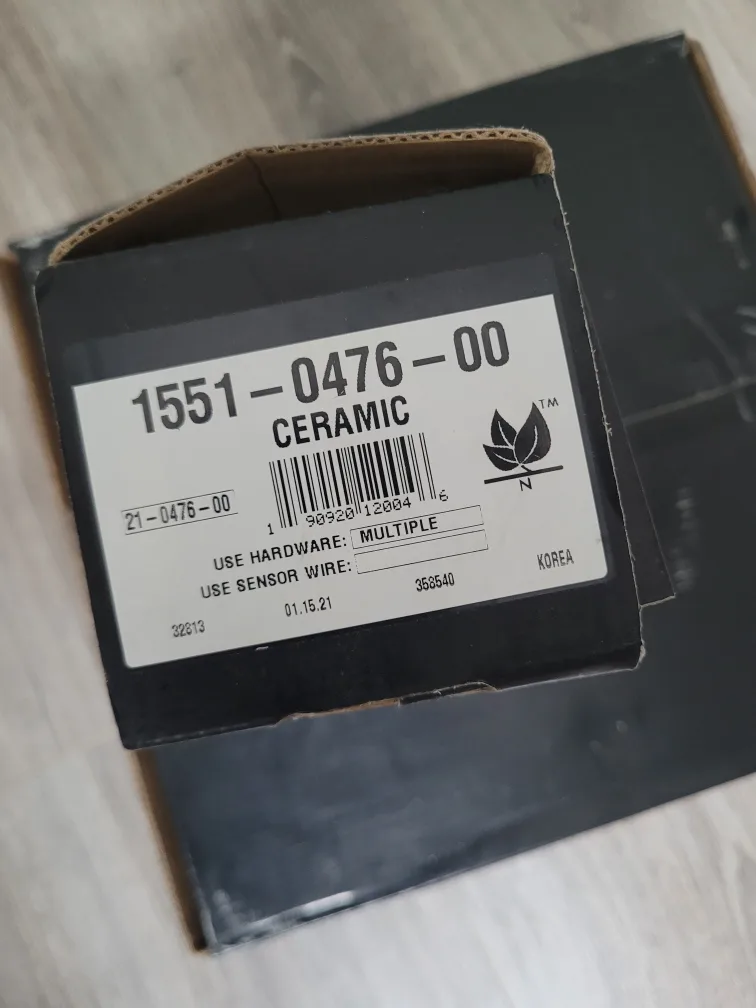 1551-0476-00
CERAMIC
TM
21-0476-00
1 90920 12004 6
N
USE HARDWARE: MULTIPLE
USE SENSOR WIRE:
32813 01.15.21 358540 KOREA